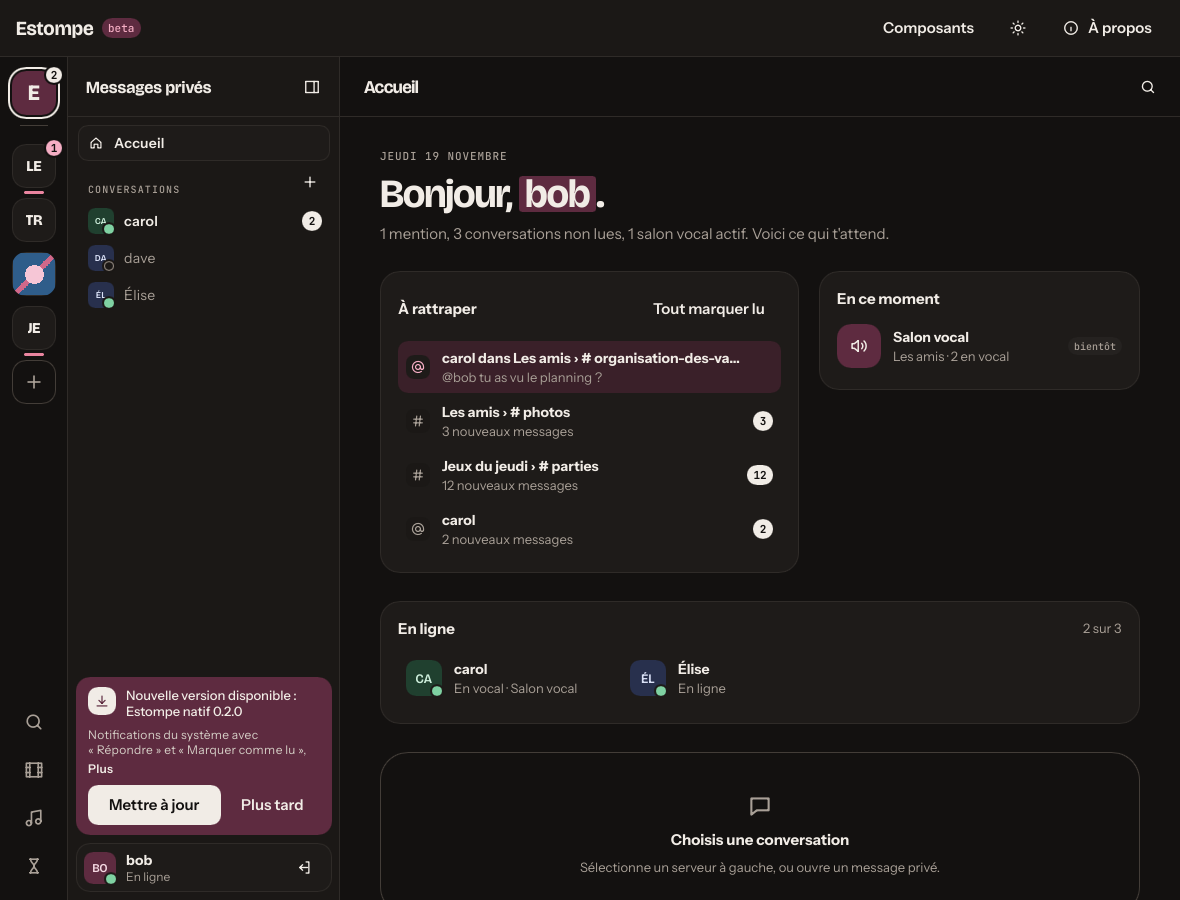 Estompe beta
Composants
À propos
E
2
LE
1
TR
JE
Messages privés
Accueil
CONVERSATIONS
CA carol 2
DA dave
ÉL Élise
Nouvelle version disponible :
Estompe natif 0.2.0
Notifications du système avec
« Répondre » et « Marquer comme lu »,
Plus
Mettre à jour
Plus tard
BO bob
En ligne
Accueil
JEUDI 19 NOVEMBRE
Bonjour, bob.
1 mention, 3 conversations non lues, 1 salon vocal actif. Voici ce qui t'attend.
À rattraper
Tout marquer lu
@ carol dans Les amis › # organisation-des-va...
@bob tu as vu le planning ?
# Les amis › # photos
3 nouveaux messages
3
# Jeux du jeudi › # parties
12 nouveaux messages
12
@ carol
2 nouveaux messages
2
En ce moment
Salon vocal
Les amis · 2 en vocal
bientôt
En ligne
2 sur 3
CA carol
En vocal · Salon vocal
ÉL Élise
En ligne
Choisis une conversation
Sélectionne un serveur à gauche, ou ouvre un message privé.